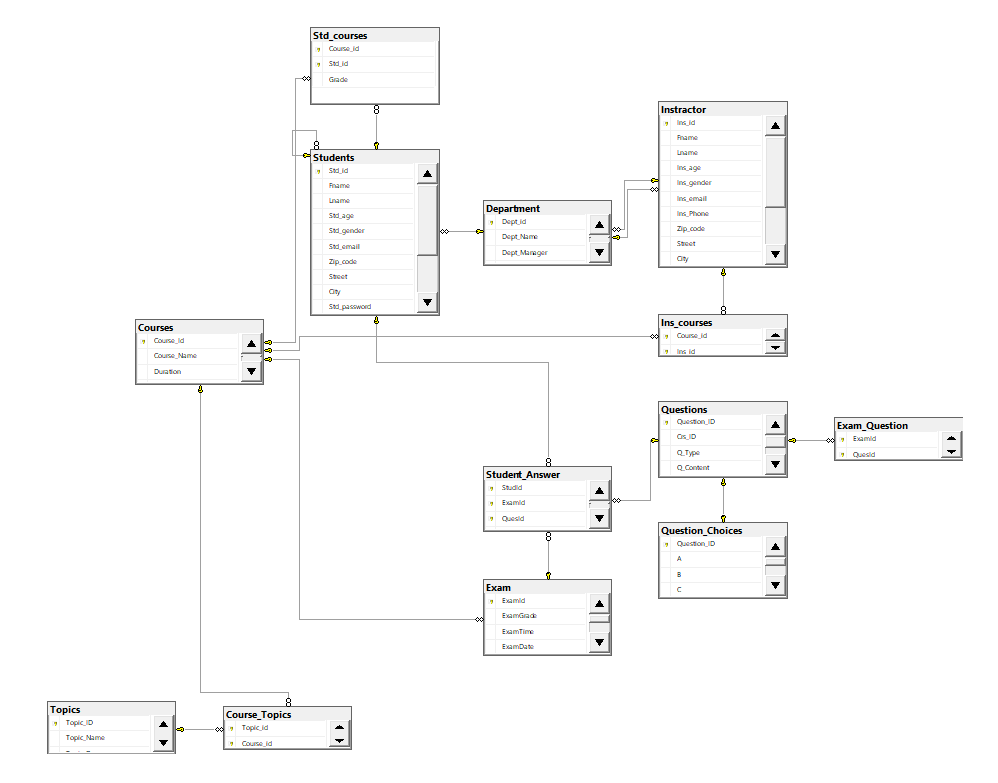 Std_courses
Course_id
Std_id
Grade
Students
Std_id
Fname
Lname
Std_age
Std_gender
Std_email
Zip_code
Street
City
Std_password
Department
Dept_id
Dept_Name
Dept_Manager
Instractor
Ins_id
Fname
Lname
Ins_age
Ins_gender
Ins_email
Ins_Phone
Zip_code
Street
City
Ins_courses
Course_id
Ins_id
Courses
Course_id
Course_Name
Duration
Questions
Question_ID
Crs_ID
Q_Type
Q_Content
Exam_Question
ExamId
QuesId
Student_Answer
StudId
ExamId
QuesId
Question_Choices
Question_ID
A
B
C
Exam
ExamId
ExamGrade
ExamTime
ExamDate
Topics
Topic_ID
Topic_Name
Course_Topics
Topic_id
Course_id